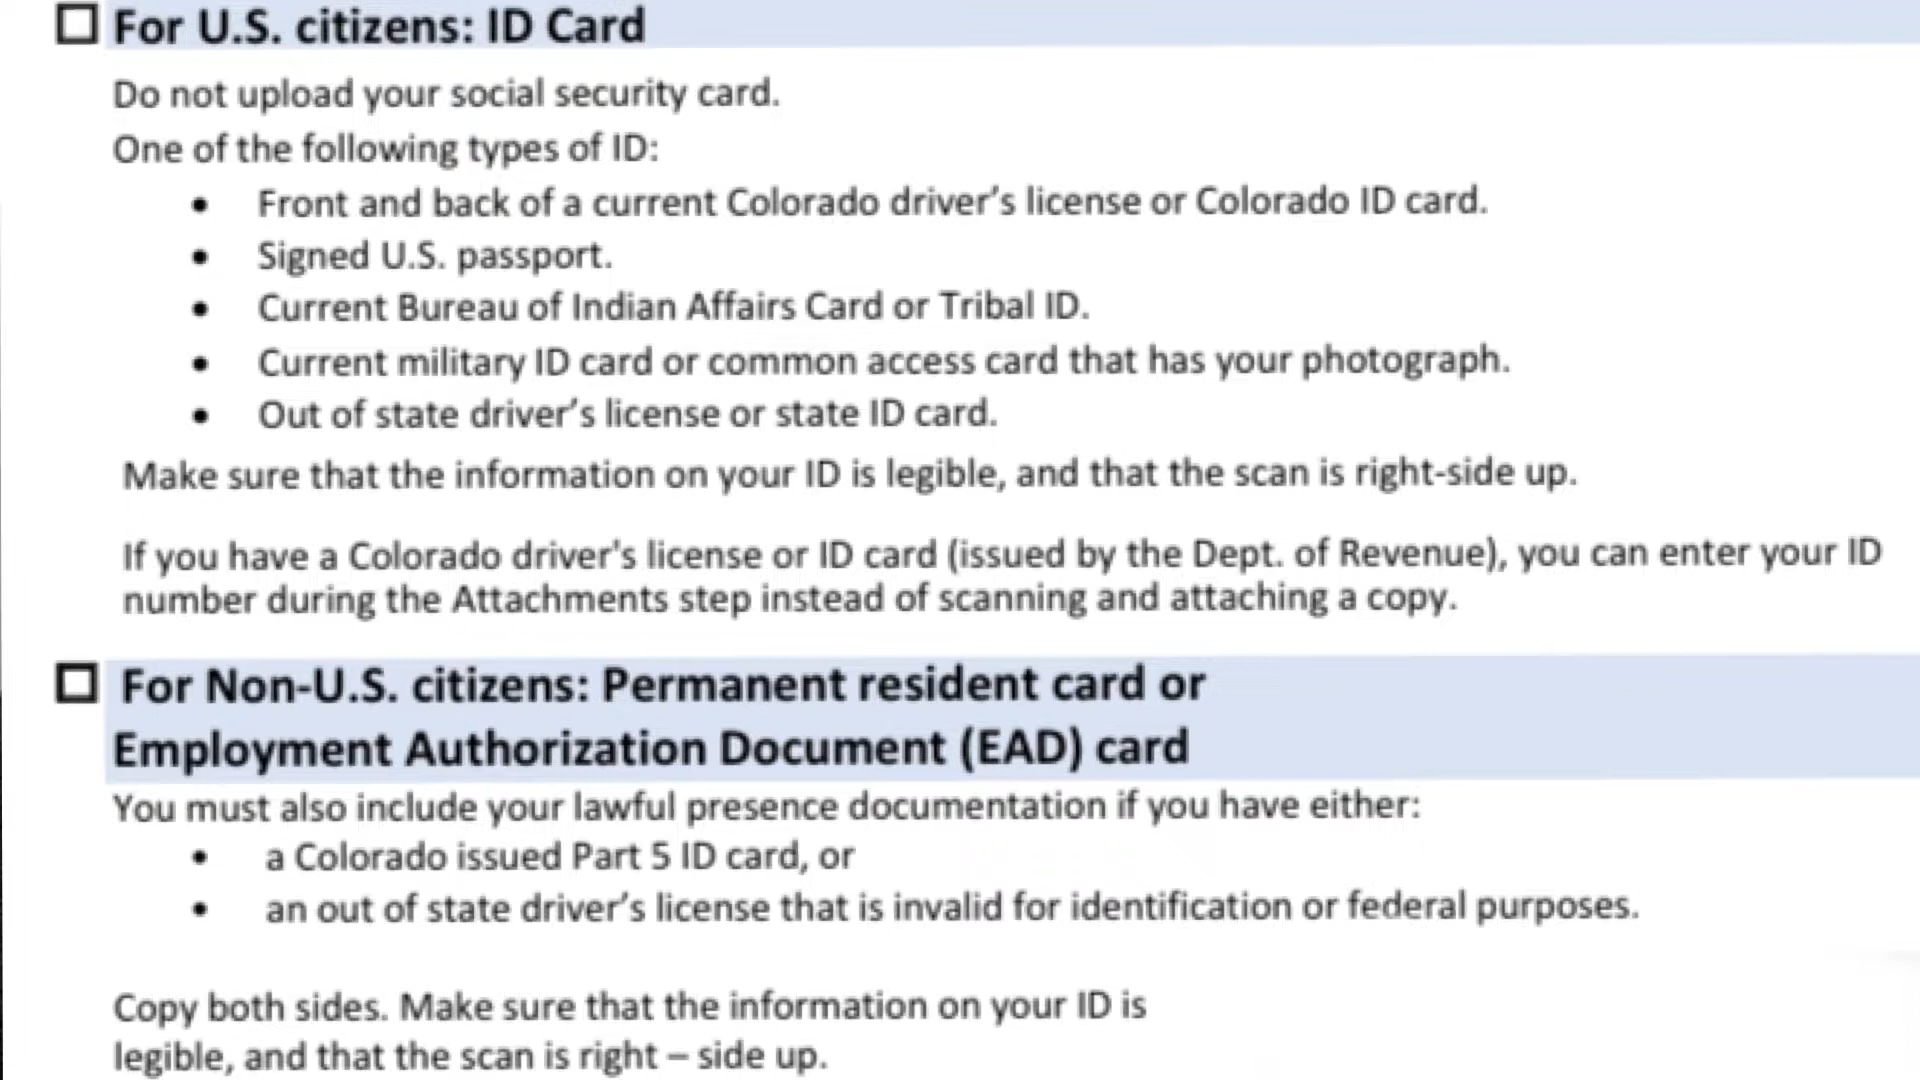 For U.S. citizens: ID Card
Do not upload your social security card.
One of the following types of ID:
• Front and back of a current Colorado driver’s license or Colorado ID card.
• Signed U.S. passport.
• Current Bureau of Indian Affairs Card or Tribal ID.
• Current military ID card or common access card that has your photograph.
• Out of state driver’s license or state ID card.
Make sure that the information on your ID is legible, and that the scan is right-side up.
If you have a Colorado driver's license or ID card (issued by the Dept. of Revenue), you can enter your ID
number during the Attachments step instead of scanning and attaching a copy.
For Non-U.S. citizens: Permanent resident card or
Employment Authorization Document (EAD) card
You must also include your lawful presence documentation if you have either:
• a Colorado issued Part 5 ID card, or
• an out of state driver’s license that is invalid for identification or federal purposes.
Copy both sides. Make sure that the information on your ID is
legible, and that the scan is right – side up.